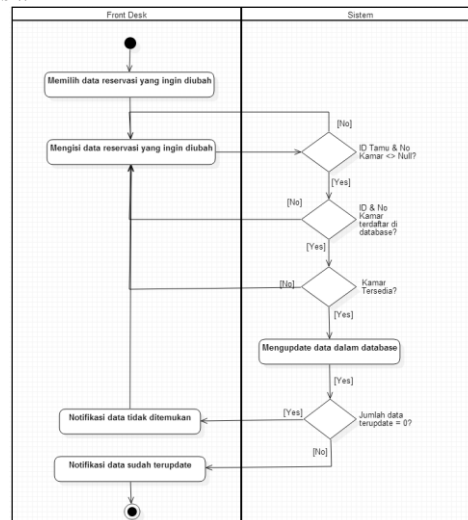 Front Desk
Sistem
Memilih data reservasi yang ingin diubah
[No]
Mengisi data reservasi yang ingin diubah
ID Tamu & No
Kamar <> Null?
[Yes]
[No]
ID & No
Kamar
terdaftar di
database?
[Yes]
[No]
Kamar
Tersedia?
[Yes]
Mengupdate data dalam database
[Yes]
Notifikasi data tidak ditemukan
[Yes]
Jumlah data
terupdate = 0?
[No]
Notifikasi data sudah terupdate